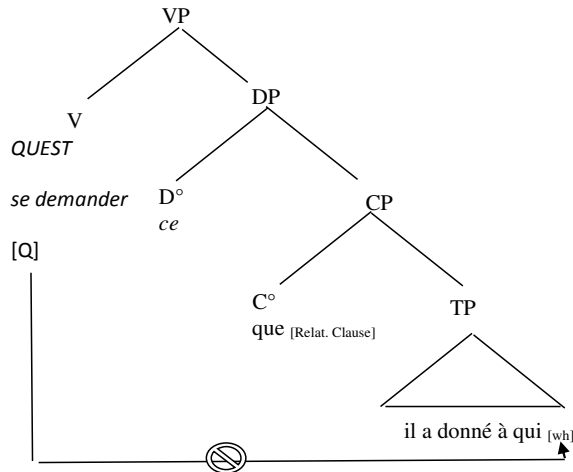 VP
V
DP
QUEST
se demander
D°
ce
CP
[Q]
C°
que [Relat. Clause]
TP
il a donné à qui [wh]